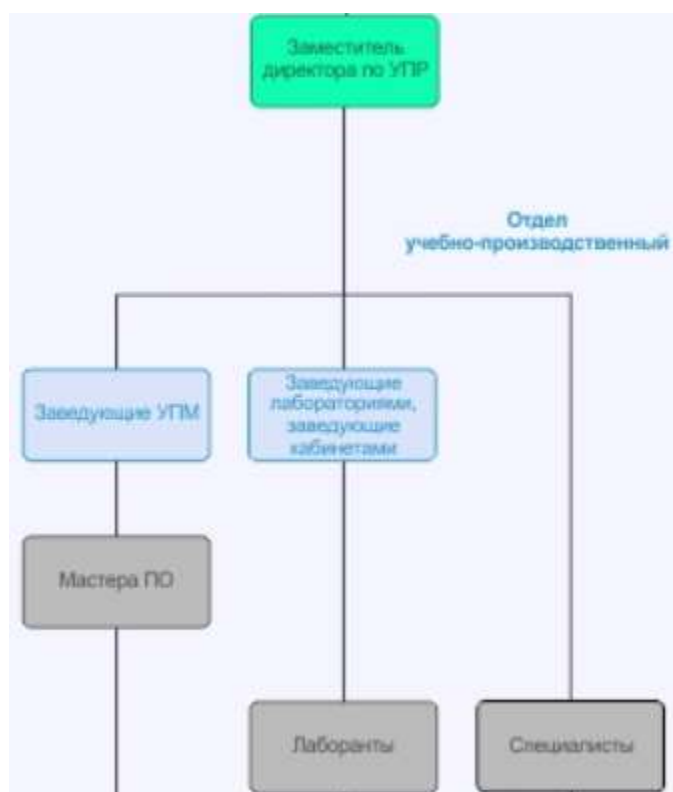 Заместитель
директора по УПР
Отдел
учебно-производственный
Заведующие УПМ
Заведующие
лабораториями,
заведующие
кабинетами
Мастера ПО
Лаборанты
Специалисты